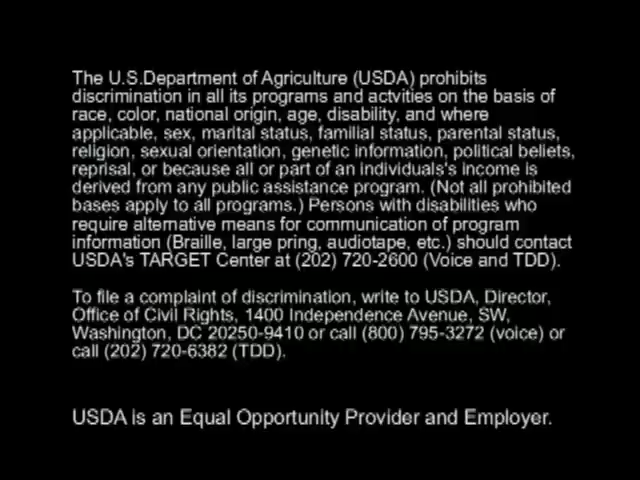 The U.S.Department of Agriculture (USDA) prohibits
discrimination in all its programs and actvities on the basis of
race, color, national origin, age, disability, and where
applicable, sex, marital status, familial status, parental status,
religion, sexual orientation, genetic information, political beliets,
reprisal, or because all or part of an individuals's income is
derived from any public assistance program. (Not all prohibited
bases apply to all programs.) Persons with disabilities who
require alternative means for communication of program
information (Braille, large pring, audiotape, etc.) should contact
USDA's TARGET Center at (202) 720-2600 (Voice and TDD).
To file a complaint of discrimination, write to USDA, Director,
Office of Civil Rights, 1400 Independence Avenue, SW,
Washington, DC 20250-9410 or call (800) 795-3272 (voice) or
call (202) 720-6382 (TDD).
USDA is an Equal Opportunity Provider and Employer.